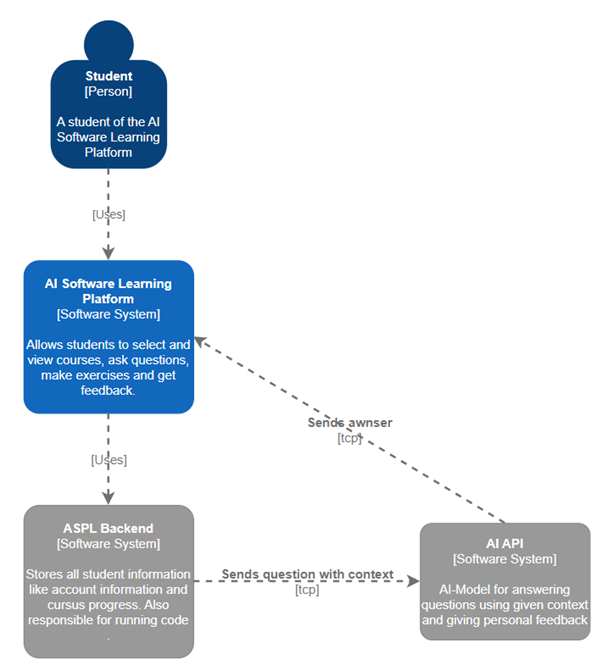 Student
[Person]
A student of the AI
Software Learning
Platform
[Uses]
AI Software Learning
Platform
[Software System]
Allows students to select and
view courses, ask questions,
make exercises and get
feedback.
Sends awnser
[tcp]
[Uses]
ASPL Backend
[Software System]
Stores all student information
like account information and
cursus progress. Also
responsible for running code
.
Sends question with context
[tcp]
AI API
[Software System]
AI-Model for answering
questions using given context
and giving personal feedback